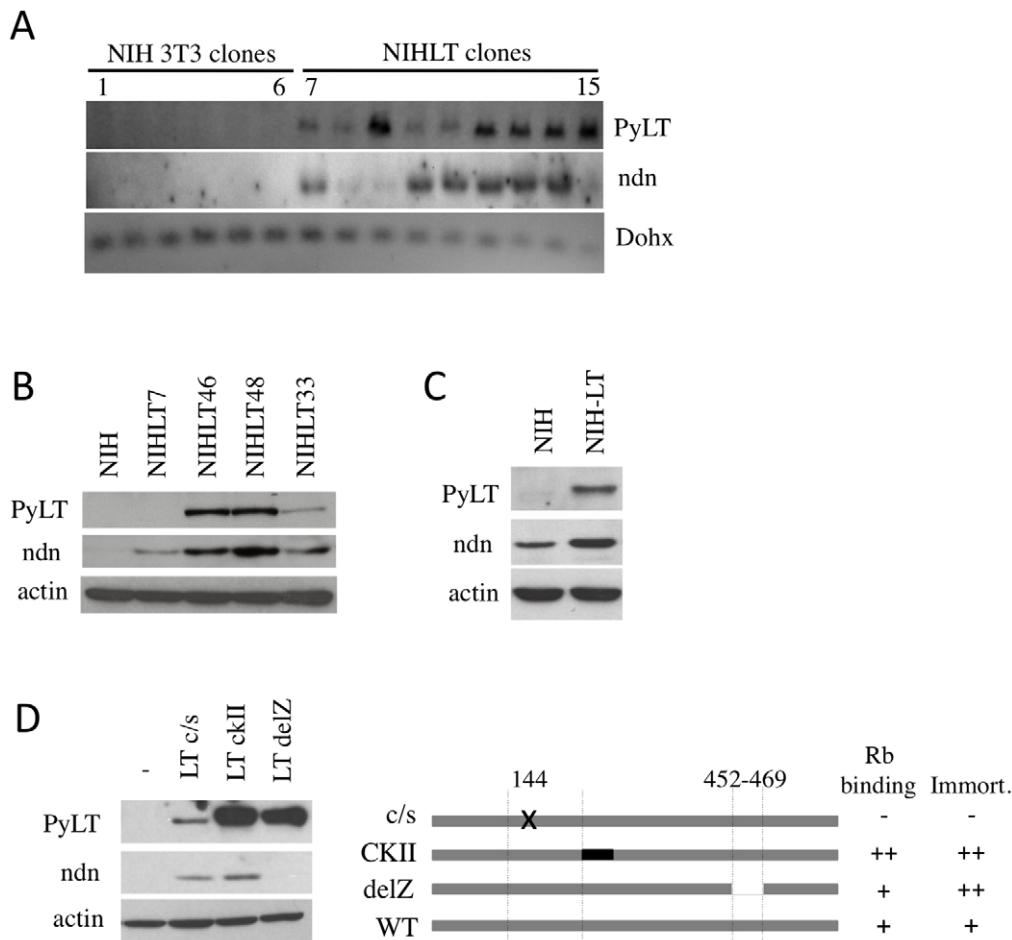 A
NIH 3T3 clones NIHLT clones
1 6 7 15
PyLT
ndn
Dohx
B
NIH NIHLT7 NIHLT46 NIHLT48 NIHLT33
PyLT
ndn
actin
C
NIH NIH-LT
PyLT
ndn
actin
D
- LT c/s LT ckII LT delZ
PyLT
ndn
actin
144 452-469 Rb binding Immort.
c/s X - -
CKII ++ ++
delZ + ++
WT + +